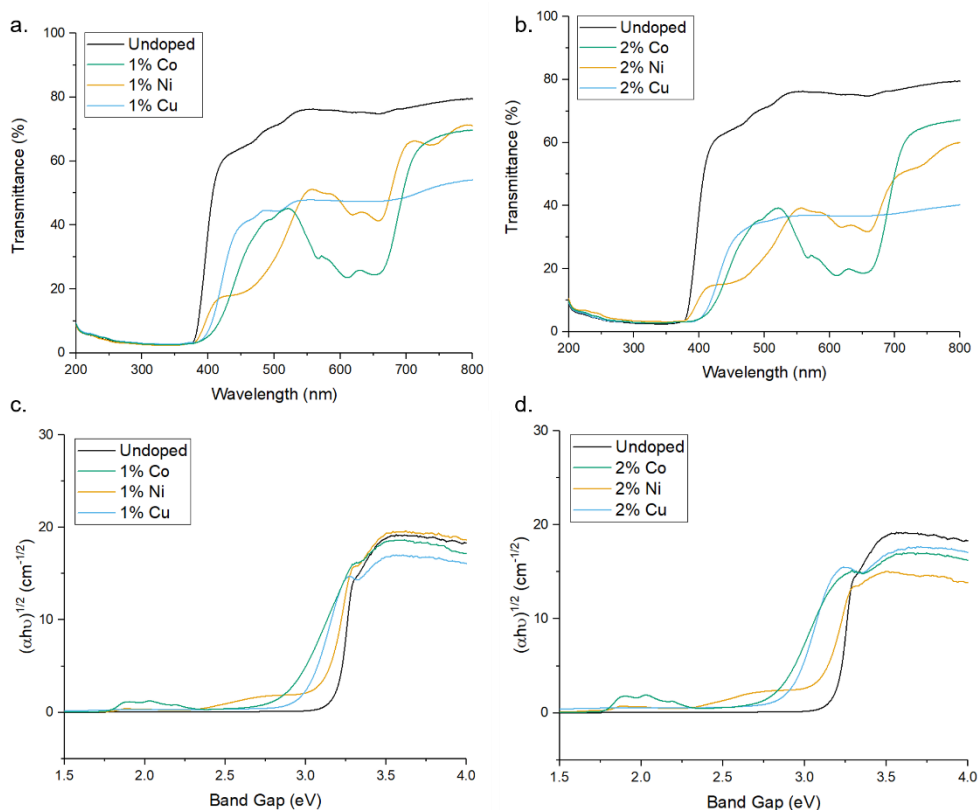 a.
100
80
60
40
20
0
Transmittance (%)
Undoped
1% Co
1% Ni
1% Cu
200 300 400 500 600 700 800
Wavelength (nm)
b.
100
80
60
40
20
0
Transmittance (%)
Undoped
2% Co
2% Ni
2% Cu
200 300 400 500 600 700 800
Wavelength (nm)
c.
30
20
10
0
(αhυ)^1/2 (cm^-1/2)
Undoped
1% Co
1% Ni
1% Cu
1.5 2.0 2.5 3.0 3.5 4.0
Band Gap (eV)
d.
30
20
10
0
(αhυ)^1/2 (cm^-1/2)
Undoped
2% Co
2% Ni
2% Cu
1.5 2.0 2.5 3.0 3.5 4.0
Band Gap (eV)